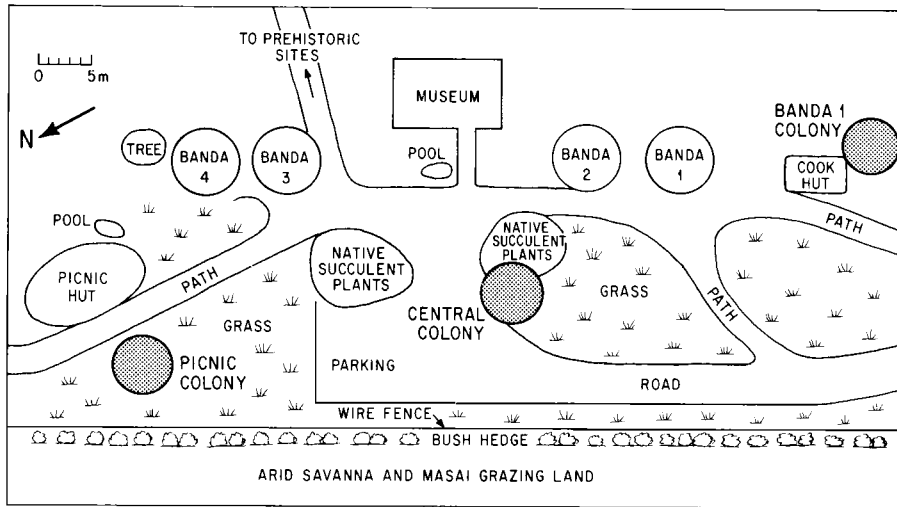 TO PREHISTORIC
SITES
0 5m
N
MUSEUM
BANDA 1
COLONY
TREE
BANDA
4
BANDA
3
POOL
BANDA
2
BANDA
1
COOK
HUT
PATH
POOL
PICNIC
HUT
PATH
NATIVE
SUCCULENT
PLANTS
NATIVE
SUCCULENT
PLANTS
GRASS
PATH
CENTRAL
COLONY
GRASS
PICNIC
COLONY
PARKING
ROAD
WIRE FENCE
BUSH HEDGE
ARID SAVANNA AND MASAI GRAZING LAND